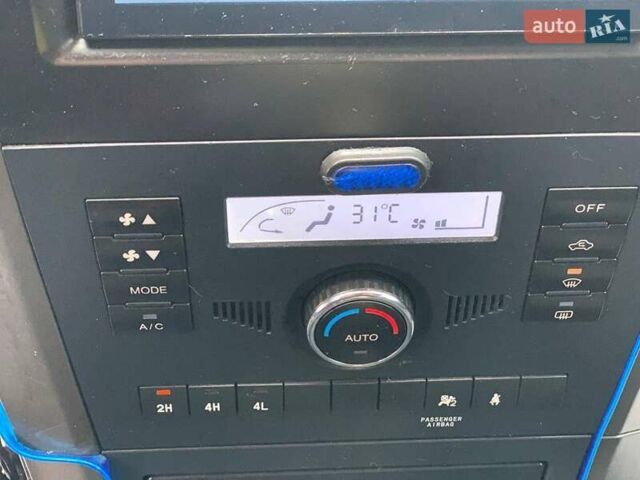 auto RIA.com
31°C
OFF
MODE
A/C
AUTO
2H 4H 4L
PASSENGER
AIRBAG